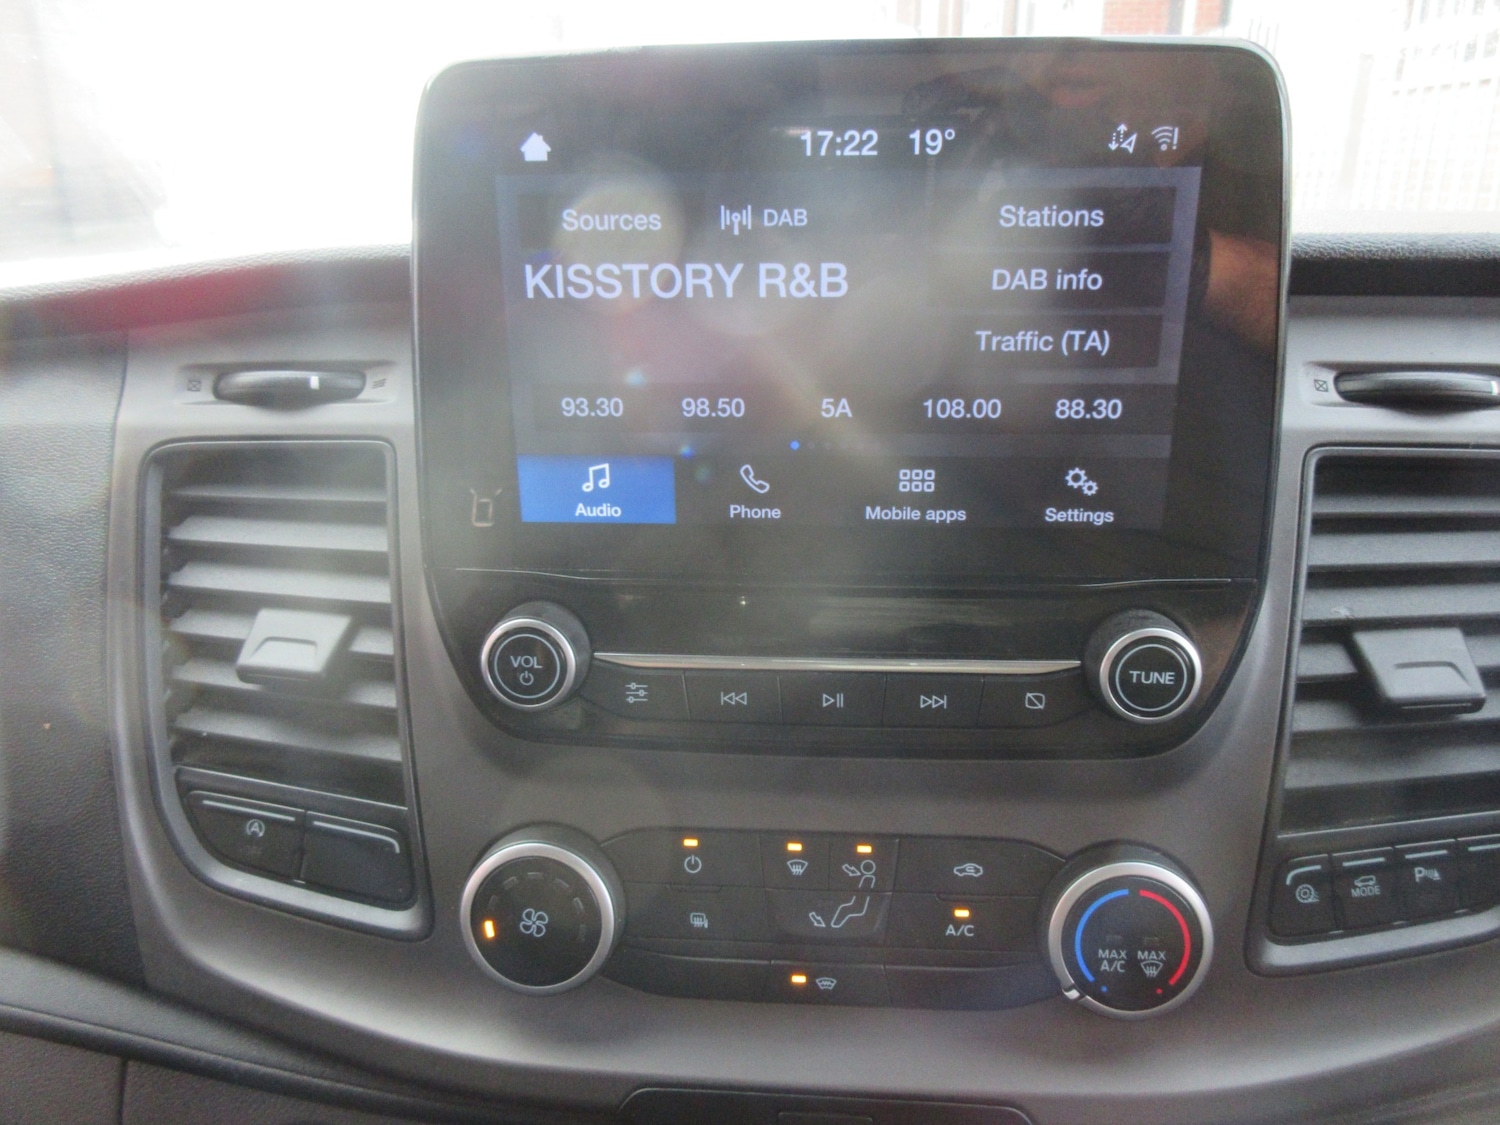 17:22 19°
Sources DAB Stations
KISSTORY R&B DAB info
Traffic (TA)
93.30 98.50 5A 108.00 88.30
Audio Phone Mobile apps Settings
VOL TUNE
A
MODE P
A/C
MAX MAX
A/C